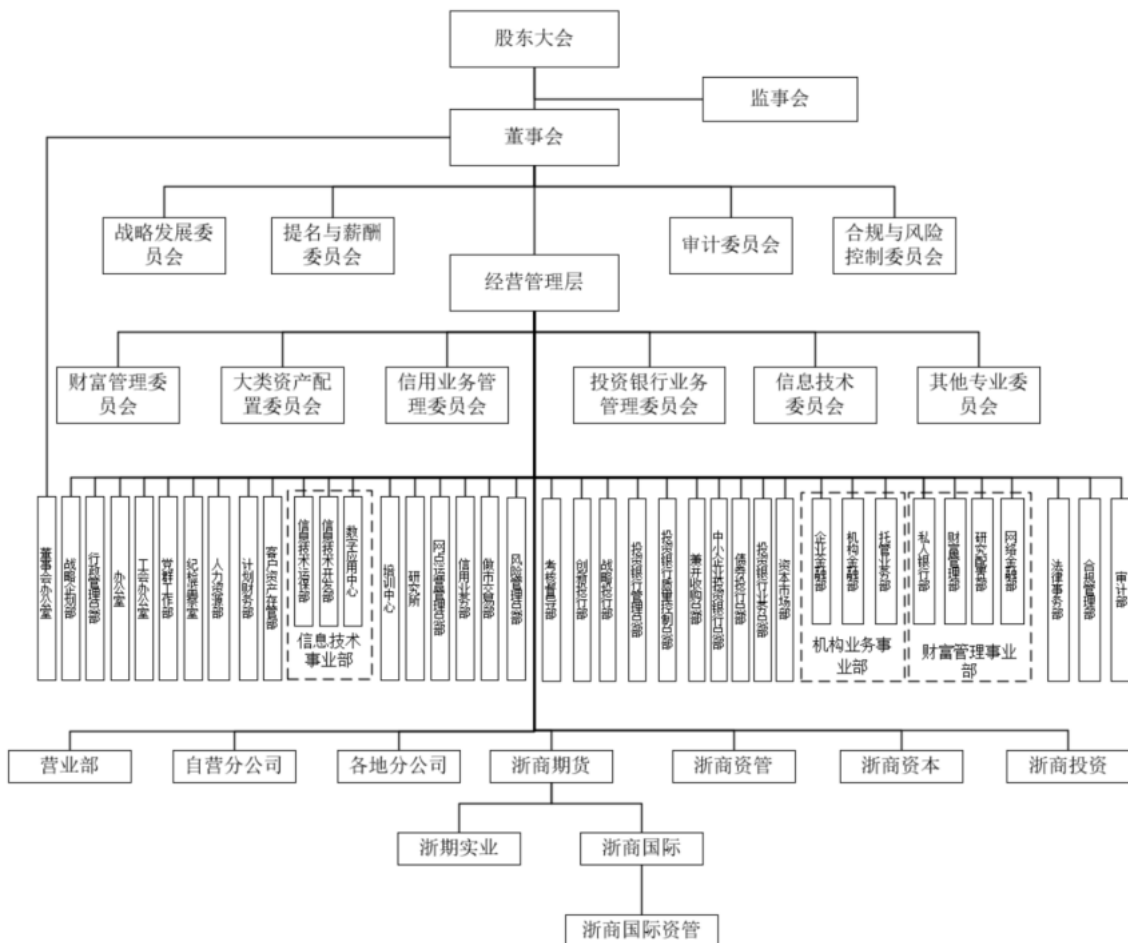 股东大会
监事会
董事会
战略发展委
员会
提名与薪酬
委员会
审计委员会
合规与风险
控制委员会
经营管理层
财富管理委
员会
大类资产配
置委员会
信用业务管
理委员会
投资银行业务
管理委员会
信息技术
委员会
其他专业委
员会
董事会办公室
战略企划部
行政管理总部
办公室
工会办公室
党群工作部
纪检监察室
人力资源部
计划财务部
客户资产存管部
信息技术运维部
信息技术开发部
数字应用中心
信息技术
事业部
培训中心
研究所
网点运营管理总部
信用业务部
做市交易部
风险管理总部
考核督导部
创新投行部
战略投行部
投资银行管理总部
投资银行质量控制总部
兼并收购总部
中小企业投资银行总部
债券投行总部
投资银行业务总部
资本市场部
企业金融部
机构金融部
托管业务部
机构业务事
业部
私人银行部
财富管理部
研究配置部
网络金融部
财富管理事业
部
法律事务部
合规管理部
审计部
营业部
自营分公司
各地分公司
浙商期货
浙商资管
浙商资本
浙商投资
浙期实业
浙商国际
浙商国际资管